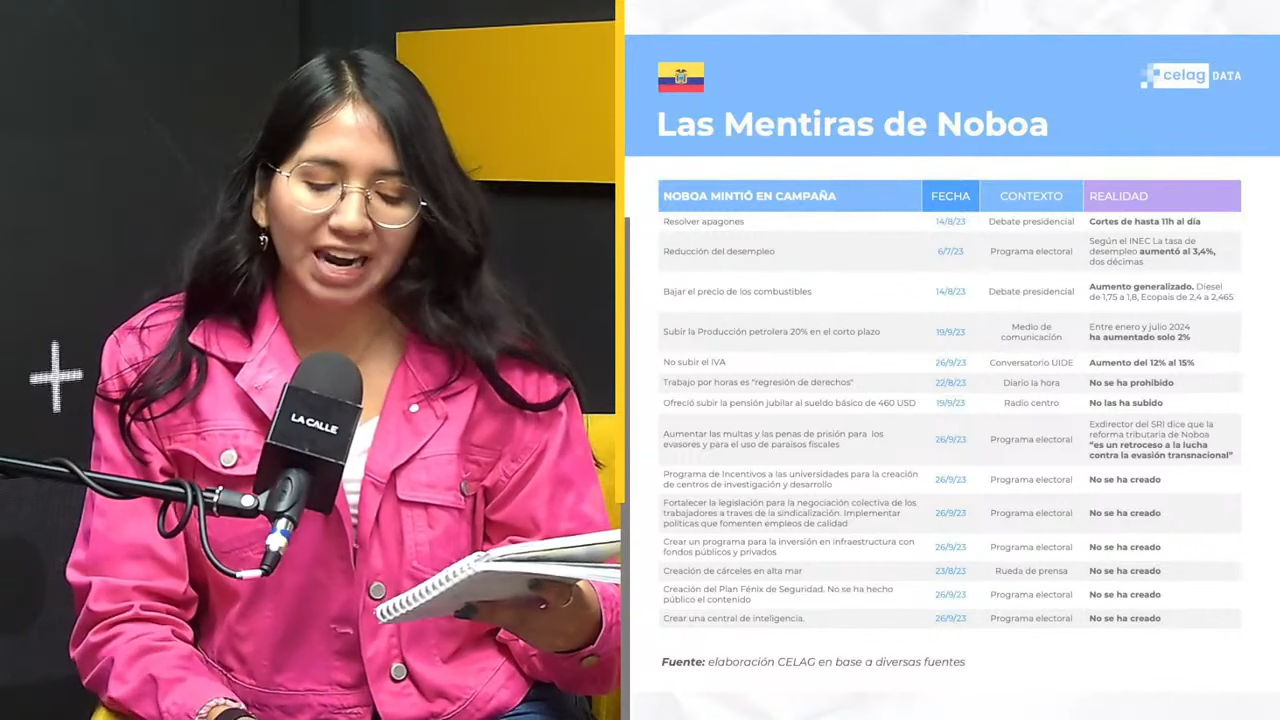 LA CALLE
celag DATA
Las Mentiras de Noboa
NOBOA MINTIÓ EN CAMPAÑA FECHA CONTEXTO REALIDAD
Resolver apagones 14/8/23 Debate presidencial Cortes de hasta 11h al día
Reducción del desempleo 6/7/23 Programa electoral Según el INEC La tasa de
desempleo aumentó al 3,4%,
dos décimas
Bajar el precio de los combustibles 14/8/23 Debate presidencial Aumento generalizado. Diesel
de 1,75 a 1,8, Ecopais de 2,4 a 2,465
Subir la Producción petrolera 20% en el corto plazo 19/9/23 Medio de
comunicación Entre enero y julio 2024
ha aumentado solo 2%
No subir el IVA 26/9/23 Conversatorio UIDE Aumento del 12% al 15%
Trabajo por horas es "regresión de derechos" 22/8/23 Diario la hora No se ha prohibido
Ofreció subir la pensión jubilar al sueldo básico de 460 USD 19/9/23 Radio centro No las ha subido
Aumentar las multas y las penas de prisión para los
evasores y para el uso de paraisos fiscales 26/9/23 Programa electoral Exdirector del SRI dice que la
reforma tributaria de Noboa
“es un retroceso a la lucha
contra la evasión transnacional”
Programa de Incentivos a las universidades para la creación
de centros de investigación y desarrollo 26/9/23 Programa electoral No se ha creado
Fortalecer la legislación para la negociación colectiva de los
trabajadores a traves de la sindicalización. Implementar
políticas que fomenten empleos de calidad 26/9/23 Programa electoral No se ha creado
Crear un programa para la inversión en infraestructura con
fondos públicos y privados 26/9/23 Programa electoral No se ha creado
Creación de cárceles en alta mar 23/8/23 Rueda de prensa No se ha creado
Creación del Plan Fénix de Seguridad. No se ha hecho
público el contenido 26/9/23 Programa electoral No se ha creado
Crear una central de inteligencia. 26/9/23 Programa electoral No se ha creado
Fuente: elaboración CELAG en base a diversas fuentes